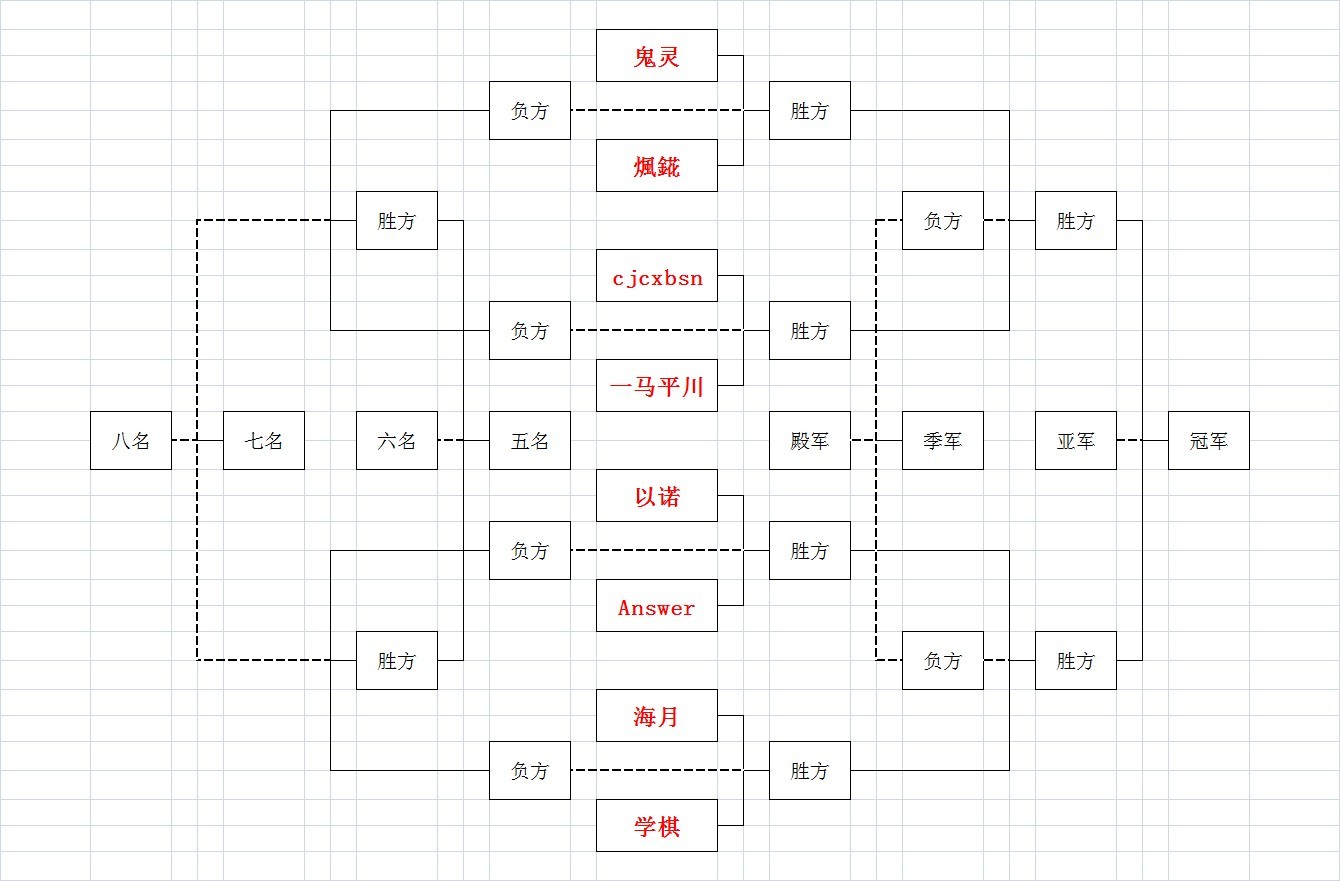 鬼灵
负方
胜方
煈錵
胜方
负方
胜方
cjcxbsn
负方
胜方
一马平川
八名
七名
六名
五名
殿军
季军
亚军
冠军
以诺
负方
胜方
Answer
胜方
负方
胜方
海月
负方
胜方
学棋